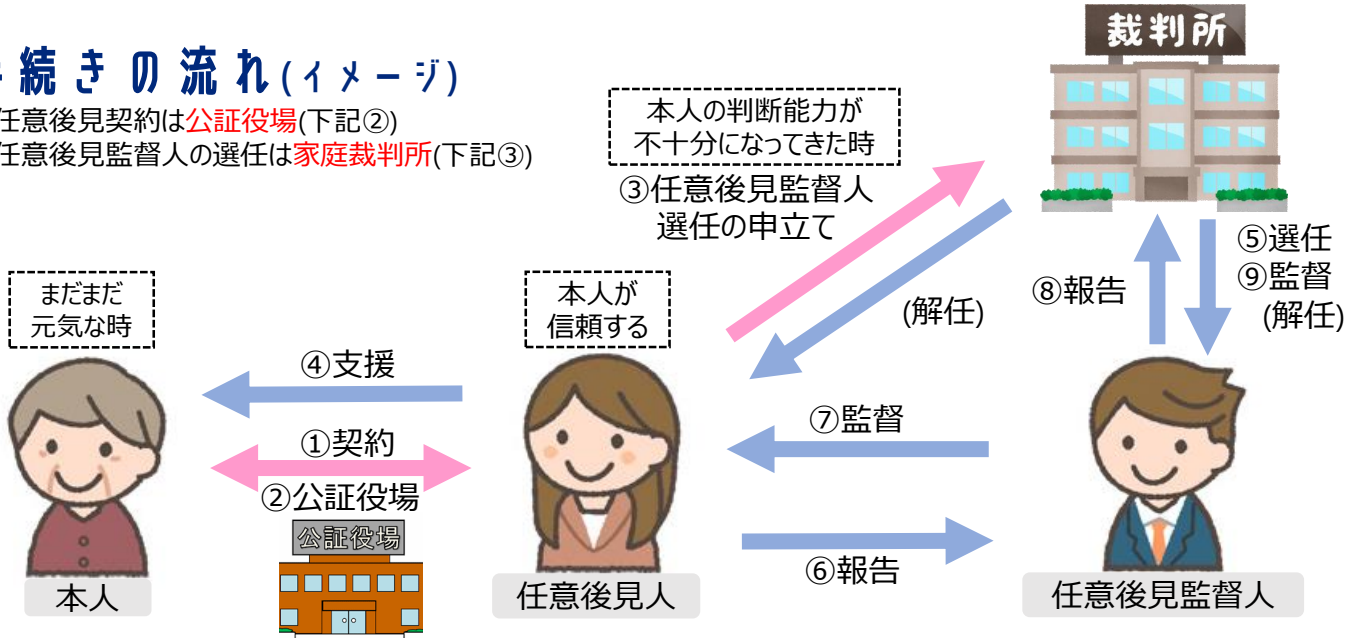 続きの流れ(イメージ)
任意後見契約は公証役場(下記②)
任意後見監督人の選任は家庭裁判所(下記③)
裁判所
本人の判断能力が
不十分になってきた時
③任意後見監督人
選任の申立て
(解任)
⑧報告
⑤選任
⑨監督
(解任)
まだまだ
元気な時
本人が
信頼する
④支援
①契約
②公証役場
公証役場
⑦監督
⑥報告
本人
任意後見人
任意後見監督人